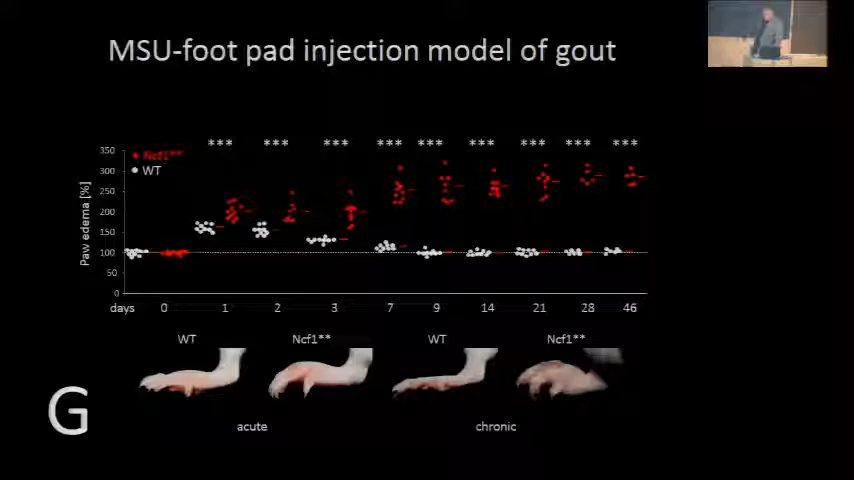 MSU-foot pad injection model of gout
*** *** *** *** *** *** *** *** ***
350
300
250
200
150
100
50
0
Paw edema [%]
Ncf1**
WT
days 0 1 2 3 7 9 14 21 28 46
WT Ncf1** WT Ncf1**
acute chronic
G